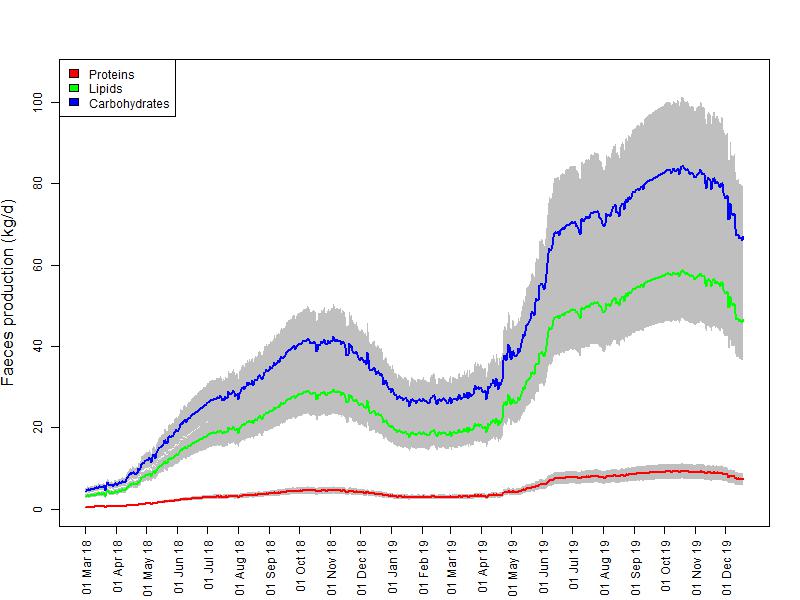 Proteins
Lipids
Carbohydrates
Faeces production (kg/d)
100
80
60
40
20
0
01 Mar 18
01 Apr 18
01 May 18
01 Jun 18
01 Jul 18
01 Aug 18
01 Sep 18
01 Oct 18
01 Nov 18
01 Dec 18
01 Jan 19
01 Feb 19
01 Mar 19
01 Apr 19
01 May 19
01 Jun 19
01 Jul 19
01 Aug 19
01 Sep 19
01 Oct 19
01 Nov 19
01 Dec 19